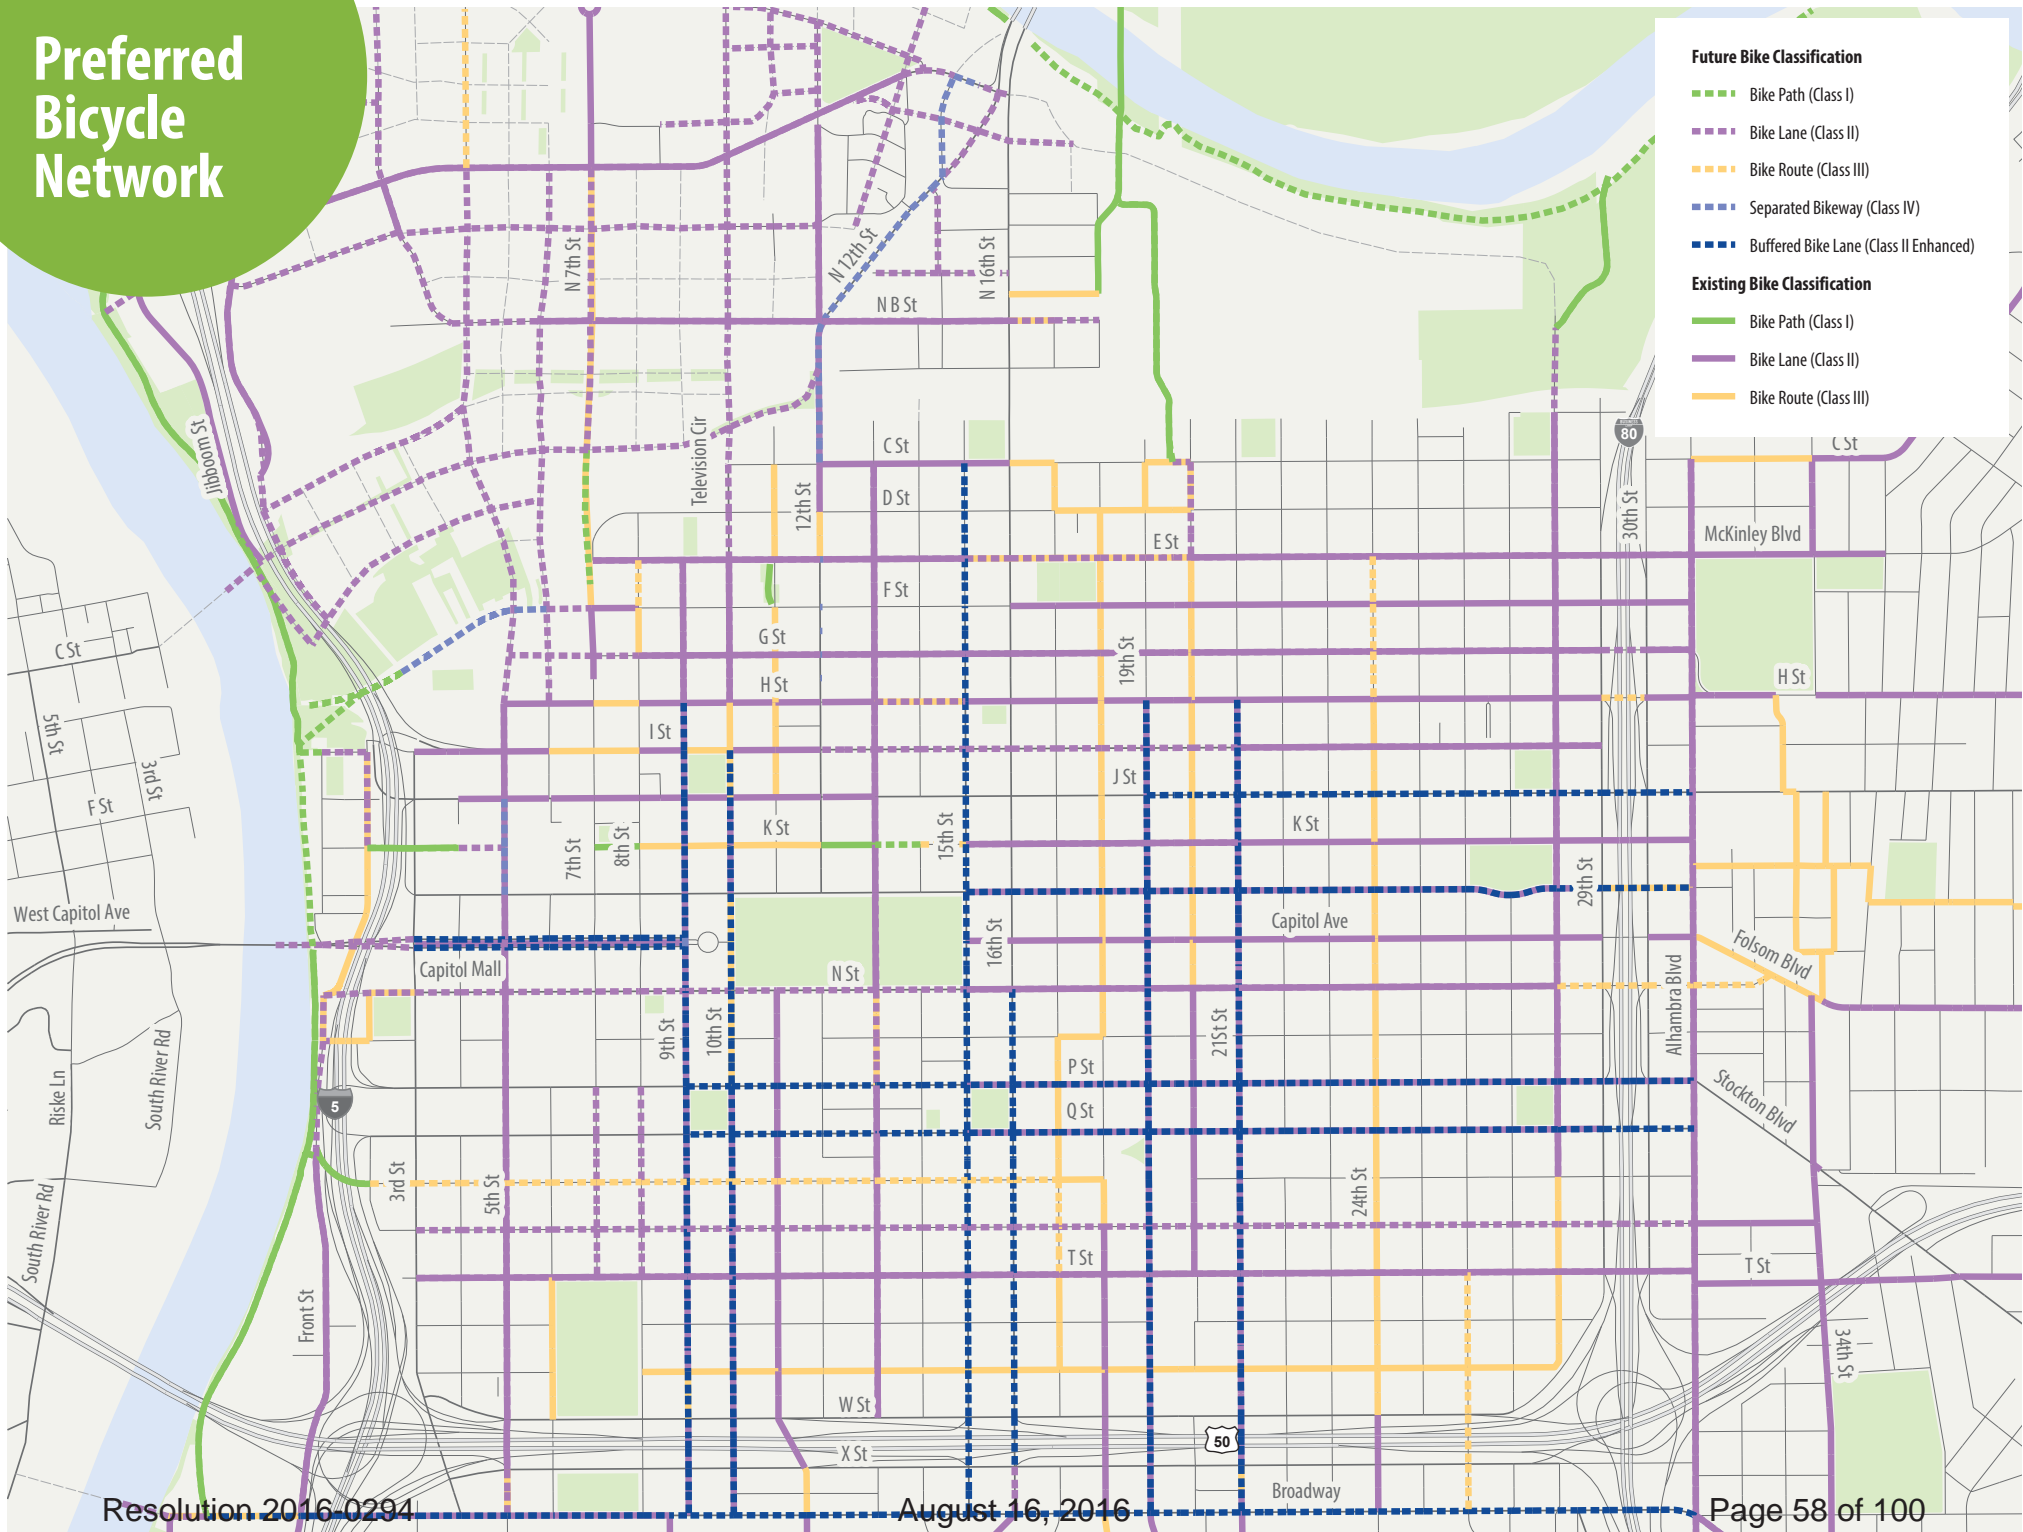 Preferred
Bicycle
Network
Future Bike Classification
Bike Path (Class I)
Bike Lane (Class II)
Bike Route (Class III)
Separated Bikeway (Class IV)
Buffered Bike Lane (Class II Enhanced)
Existing Bike Classification
Bike Path (Class I)
Bike Lane (Class II)
Bike Route (Class III)
N 7th St
N 12th St
N 16th St
N B St
Jibboom St
Television Cir
12th St
C St
D St
E St
F St
G St
H St
I St
J St
K St
K St
BUSINESS
80
30th St
C St
McKinley Blvd
H St
19th St
C St
5th St
3rd St
F St
7th St
8th St
15th St
29th St
West Capitol Ave
Capitol Mall
Capitol Ave
16th St
N St
Folsom Blvd
Alhambra Blvd
9th St
10th St
21St St
P St
Q St
Stockton Blvd
Riske Ln
South River Rd
5
3rd St
5th St
24th St
South River Rd
T St
T St
Front St
34th St
W St
X St
50
Broadway
Resolution 2016-0294
August 16, 2016
Page 58 of 100